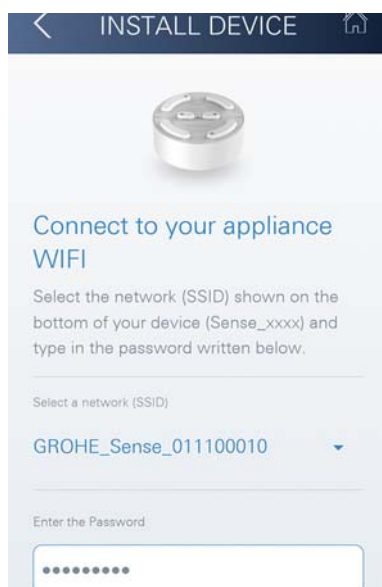 INSTALL DEVICE
Connect to your appliance
WIFI
Select the network (SSID) shown on the
bottom of your device (Sense_xxxx) and
type in the password written below.
Select a network (SSID)
GROHE_Sense_011100010
Enter the Password
•••••••••